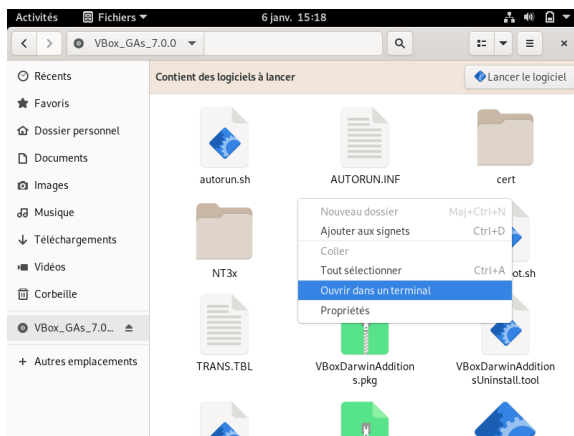 Activités Fichiers 6 janv. 15:18
VBox_GAs_7.0.0
Récents
Favoris
Dossier personnel
Documents
Images
Musique
Téléchargements
Vidéos
Corbeille
VBox_GAs_7.0...
+ Autres emplacements
Contient des logiciels à lancer
Lancer le logiciel
autorun.sh
AUTORUN.INF
cert
NT3x
ot.sh
Nouveau dossier Maj+Ctrl+N
Ajouter aux signets Ctrl+D
Coller
Tout sélectionner Ctrl+A
Ouvrir dans un terminal
Propriétés
TRANS.TBL
VBoxDarwinAddition
s.pkg
VBoxDarwinAddition
sUninstall.tool